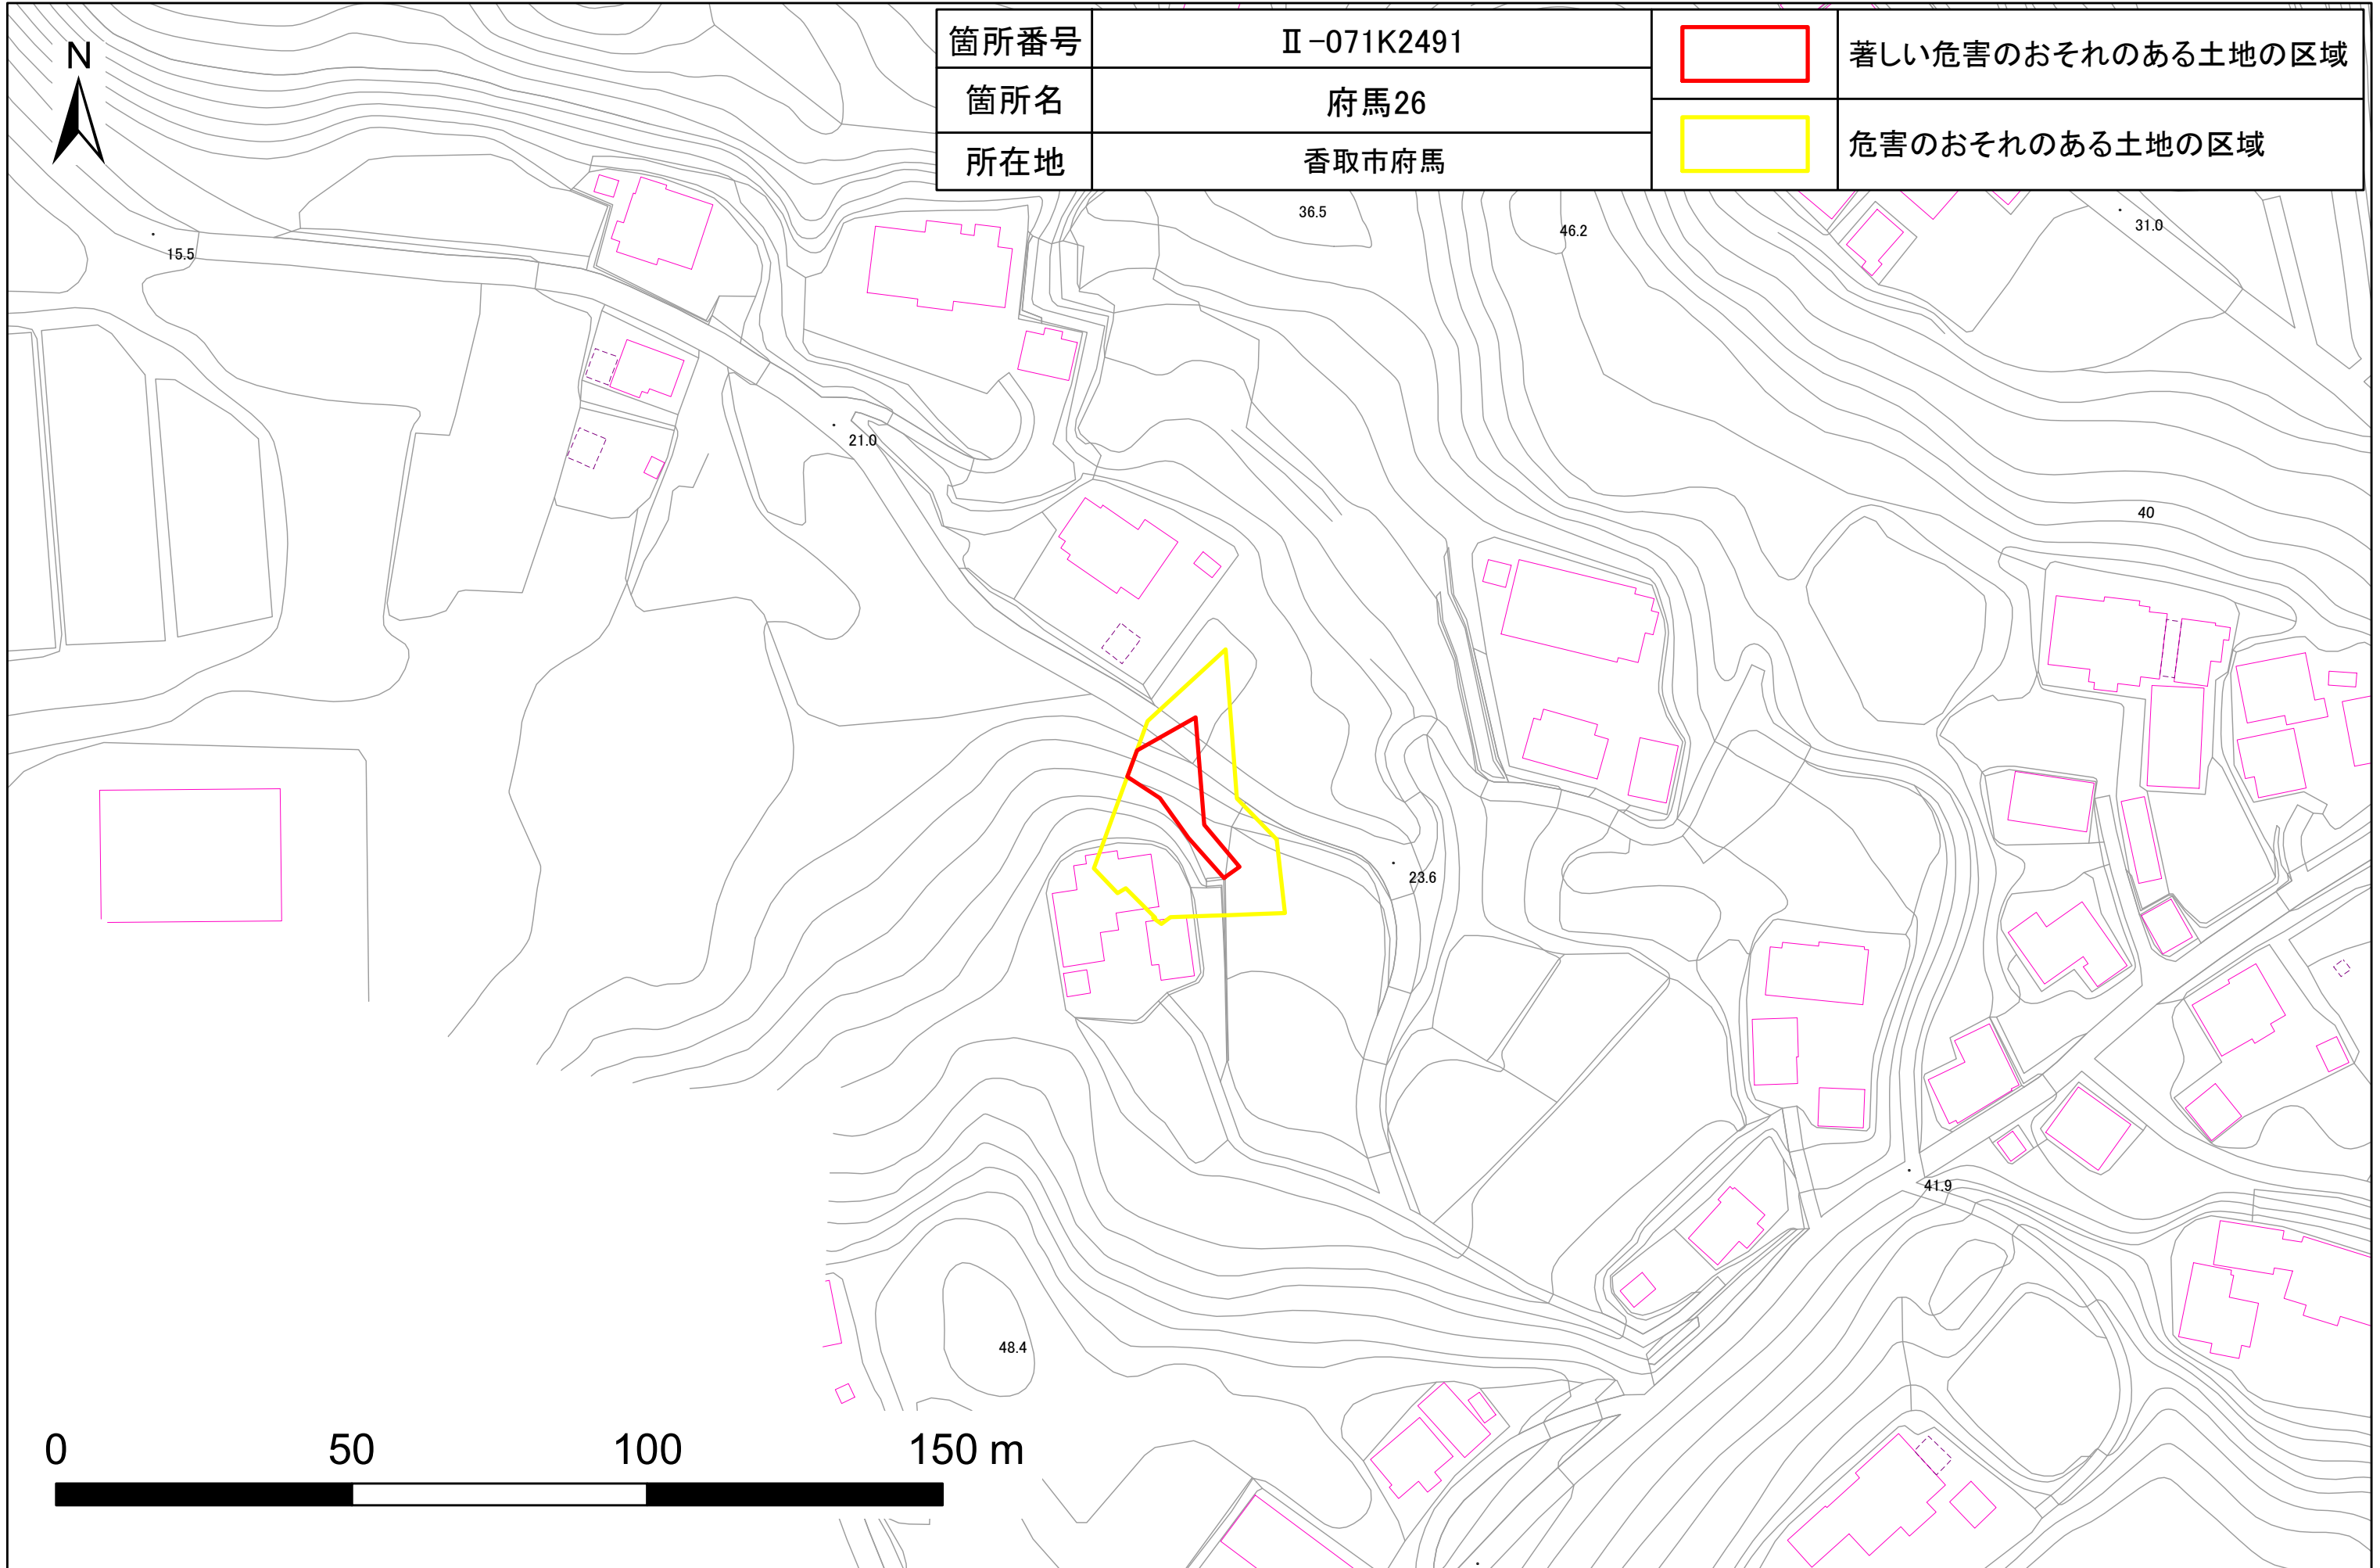 N
箇所番号
Ⅱ-071K2491
箇所名
府馬26
所在地
香取市府馬
著しい危害のおそれのある土地の区域
危害のおそれのある土地の区域
36.5
46.2
31.0
15.5
21.0
40
23.6
41.9
48.4
0 50 100 150 m